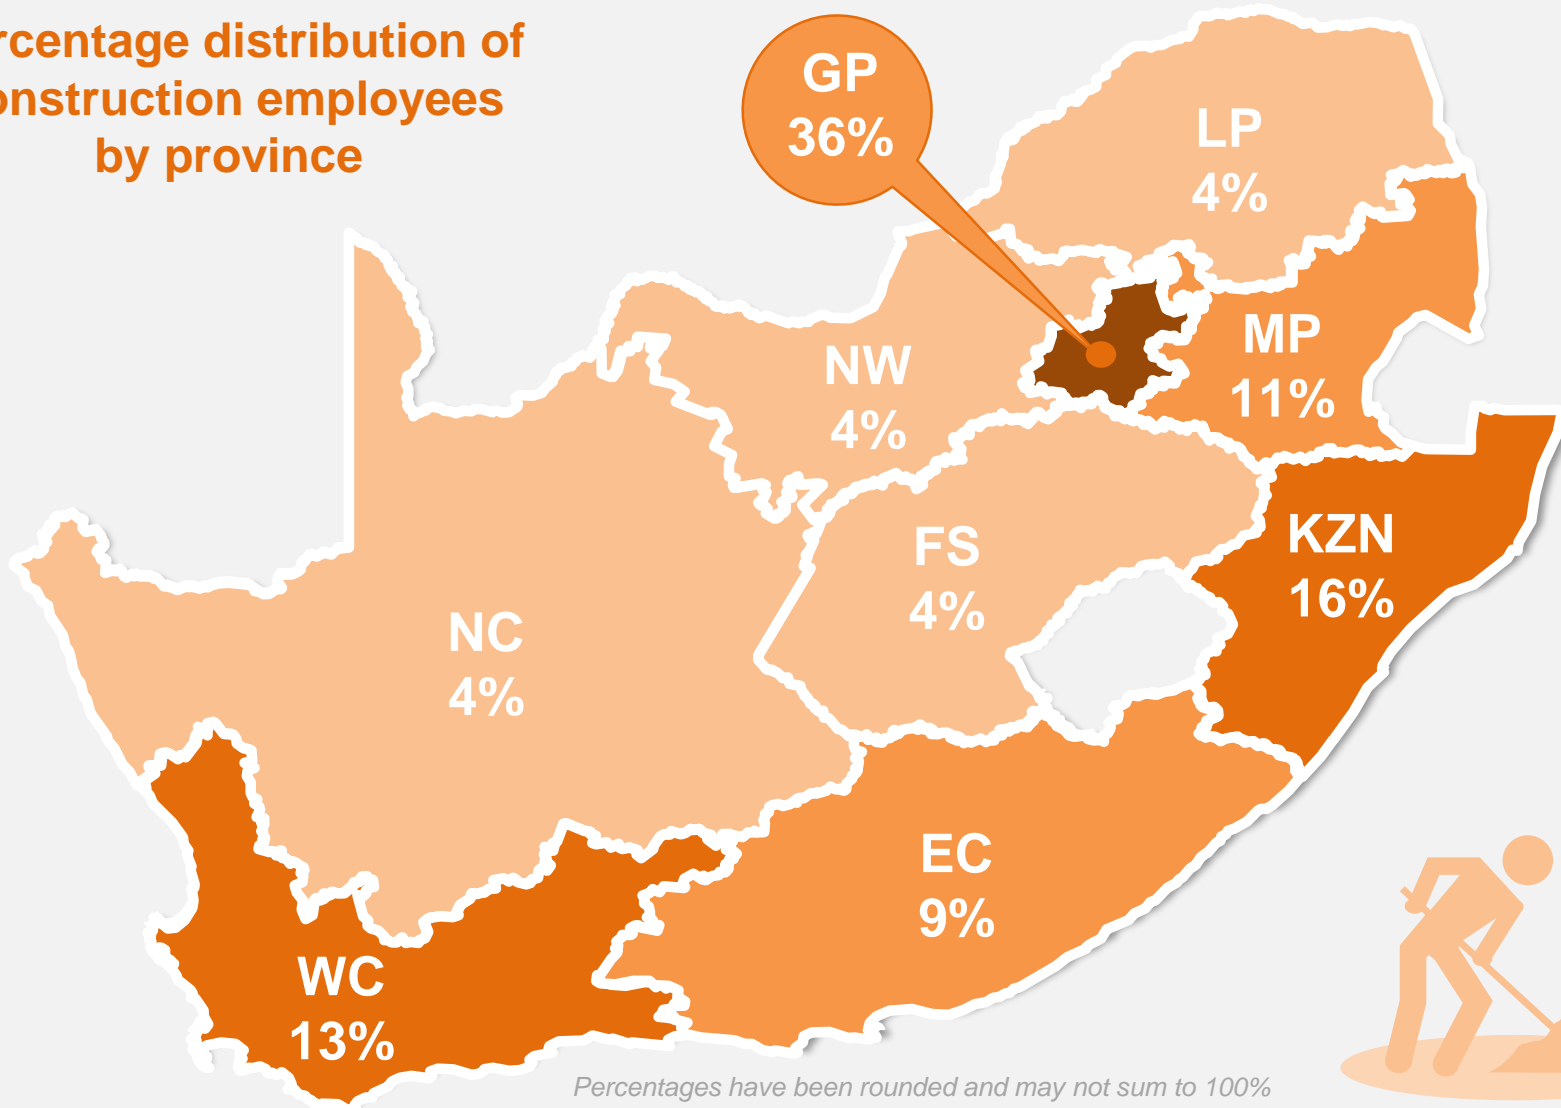 rcentage distribution of
onstruction employees
by province
GP
36%
LP
4%
MP
11%
NW
4%
KZN
16%
FS
4%
NC
4%
EC
9%
WC
13%
Percentages have been rounded and may not sum to 100%